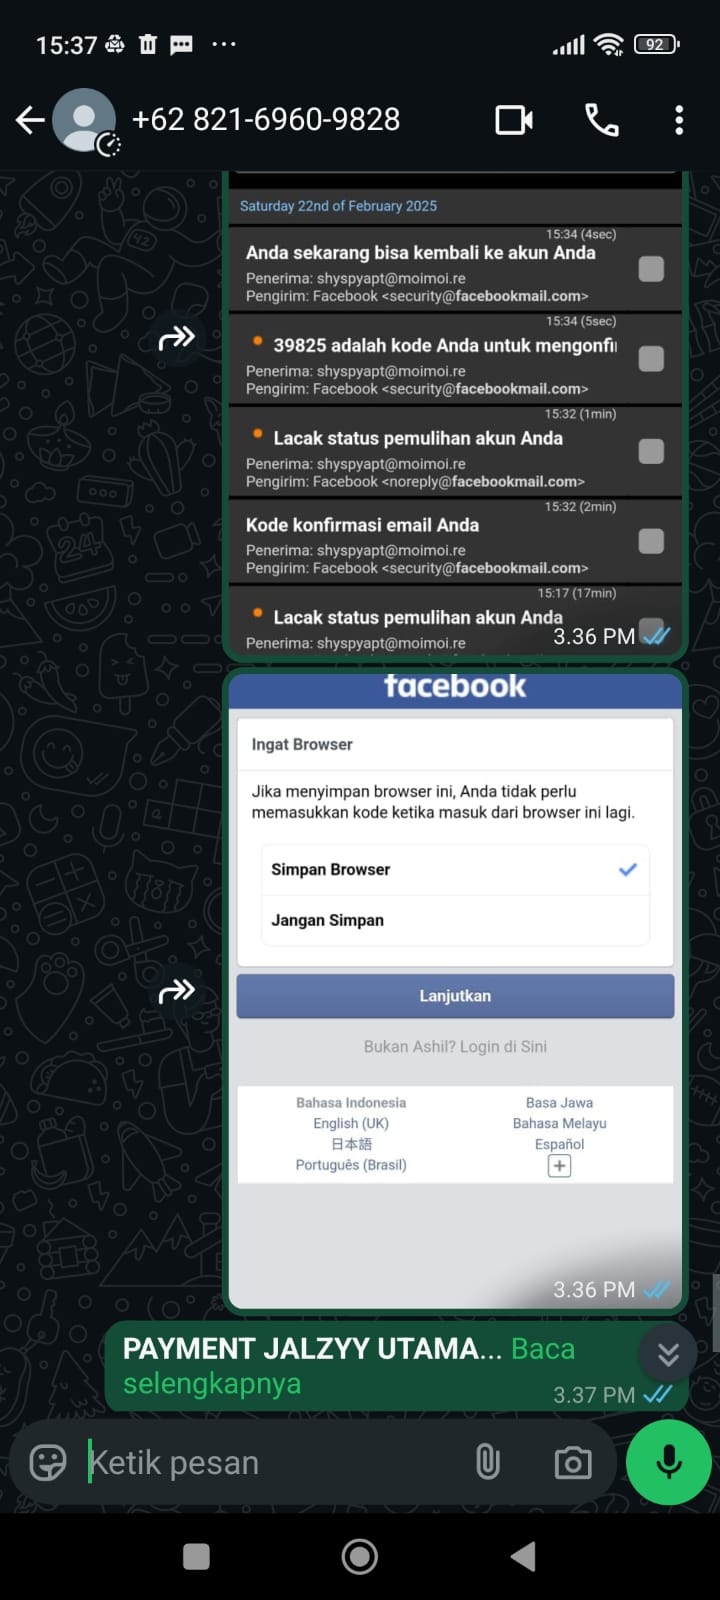 15:37
92
+62 821-6960-9828
Saturday 22nd of February 2025
15:34 (4sec)
Anda sekarang bisa kembali ke akun Anda
Penerima: shyspyapt@moimoi.re
Pengirim: Facebook <security@facebookmail.com>
15:34 (5sec)
39825 adalah kode Anda untuk mengonfi
Penerima: shyspyapt@moimoi.re
Pengirim: Facebook <security@facebookmail.com>
15:32 (1min)
Lacak status pemulihan akun Anda
Penerima: shyspyapt@moimoi.re
Pengirim: Facebook <noreply@facebookmail.com>
15:32 (2min)
Kode konfirmasi email Anda
Penerima: shyspyapt@moimoi.re
Pengirim: Facebook <security@facebookmail.com>
15:17 (17min)
Lacak status pemulihan akun Anda
Penerima: shyspyapt@moimoi.re
3.36 PM
facebook
Ingat Browser
Jika menyimpan browser ini, Anda tidak perlu
memasukkan kode ketika masuk dari browser ini lagi.
Simpan Browser
Jangan Simpan
Lanjutkan
Bukan Ashil? Login di Sini
Bahasa Indonesia
Basa Jawa
English (UK)
Bahasa Melayu
日本語
Español
Português (Brasil)
3.36 PM
PAYMENT JALZYY UTAMA... Baca
selengkapnya
3.37 PM
Ketik pesan